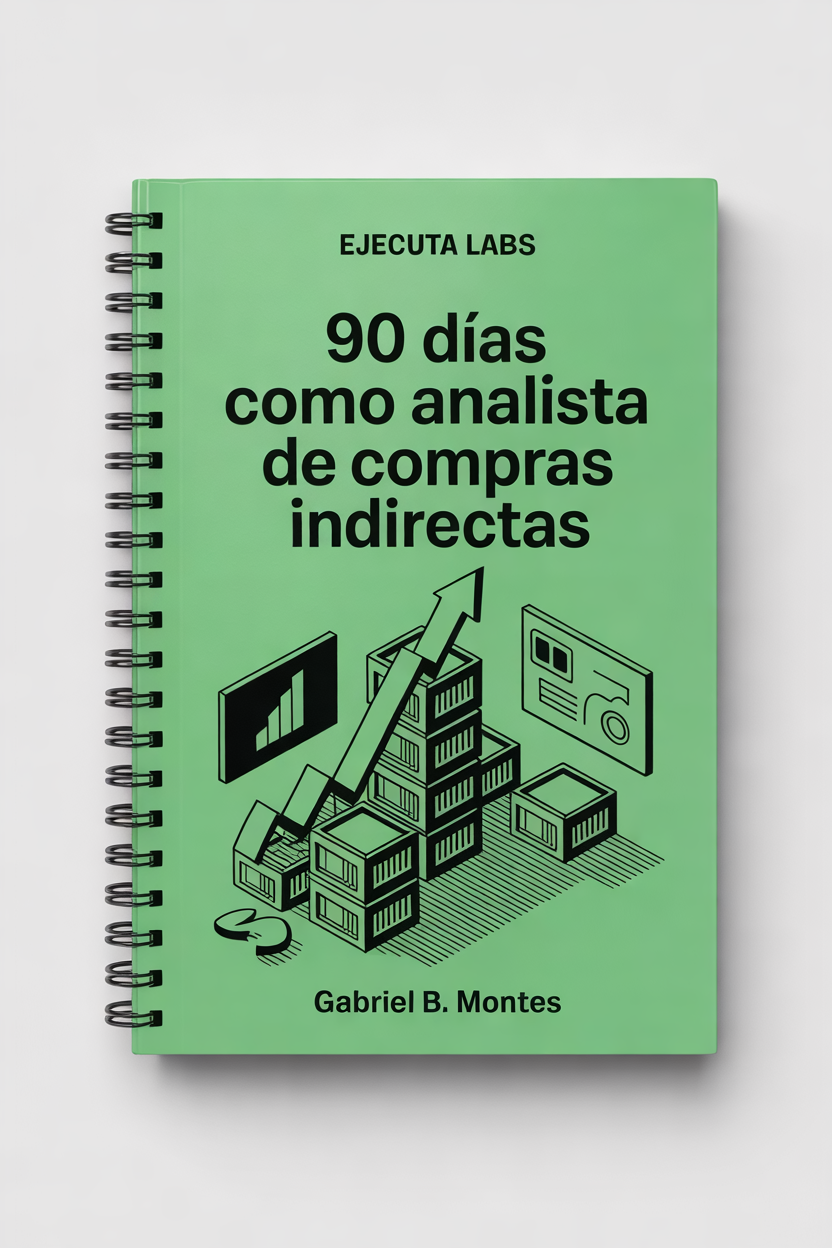 EJECUTA LABS
90 días
como analista
de compras
indirectas
Gabriel B. Montes